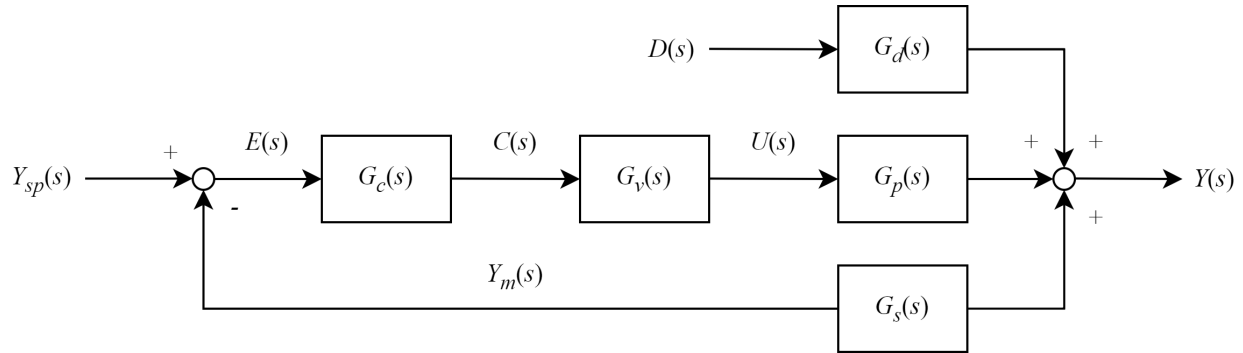 D(s)
G_d(s)
+
+
Y_sp(s)
+
E(s)
G_c(s)
C(s)
G_v(s)
U(s)
G_p(s)
Y(s)
-
+
Y_m(s)
G_s(s)